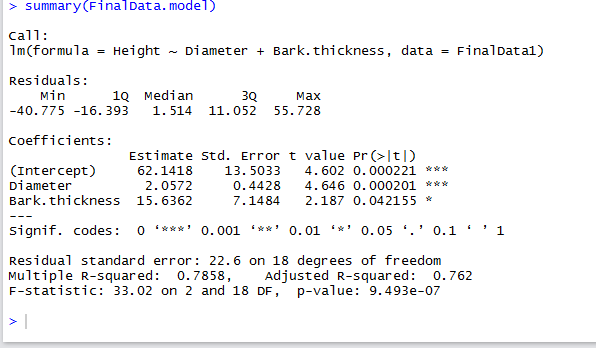 > summary(FinalData.model)
Call:
lm(formula = Height ~ Diameter + Bark.thickness, data = FinalData1)
Residuals:
    Min      1Q  Median      3Q     Max
-40.775 -16.393   1.514  11.052  55.728
Coefficients:
               Estimate Std. Error t value Pr(>|t|)
(Intercept)     62.1418    13.5033   4.602 0.000221 ***
Diameter         2.0572     0.4428   4.646 0.000201 ***
Bark.thickness  15.6362     7.1484   2.187 0.042155 *
---
Signif. codes:  0 ‘***’ 0.001 ‘**’ 0.01 ‘*’ 0.05 ‘.’ 0.1 ‘ ’ 1
Residual standard error: 22.6 on 18 degrees of freedom
Multiple R-squared:  0.7858,    Adjusted R-squared:  0.762
F-statistic: 33.02 on 2 and 18 DF,  p-value: 9.493e-07
>